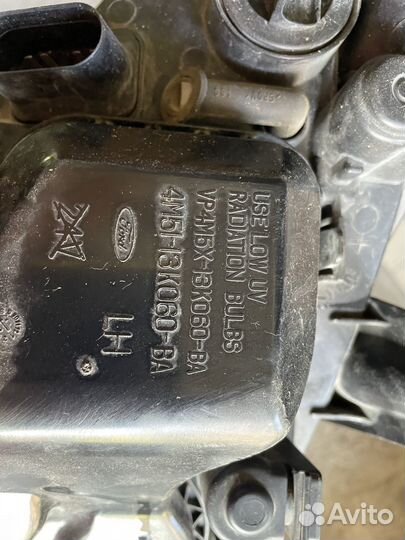 USE LOW UV
RADIATION BULBS
VP4M5X-13K060-BA
4M51-13K060-BA
LH
Ford
Avito